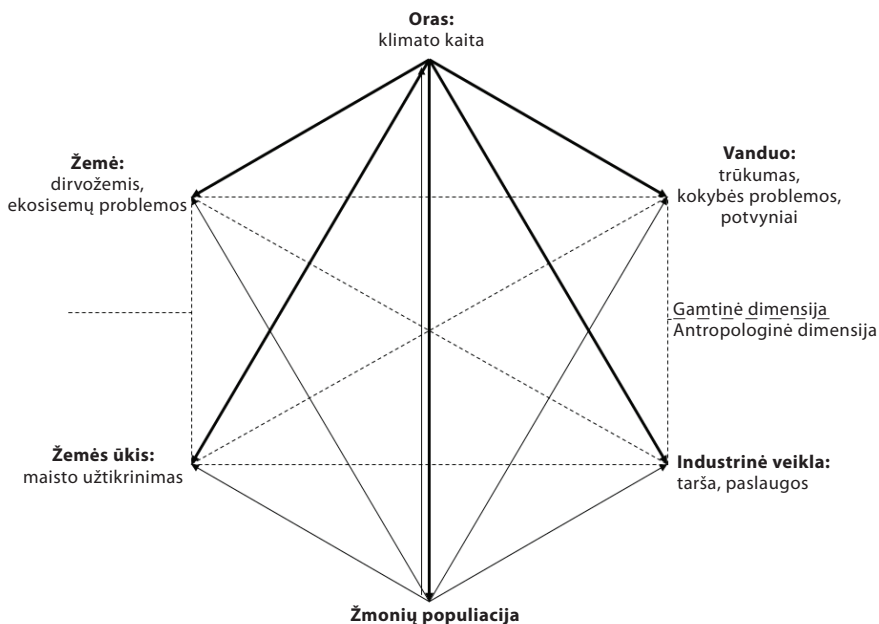 Oras:
klimato kaita
Žemė:
dirvožemis,
ekosisemų problemos
Vanduo:
trūkumas,
kokybės problemos,
potvyniai
Gamtinė dimensija
Antropologinė dimensija
Žemės ūkis:
maisto užtikrinimas
Industrinė veikla:
tarša, paslaugos
Žmonių populiacija